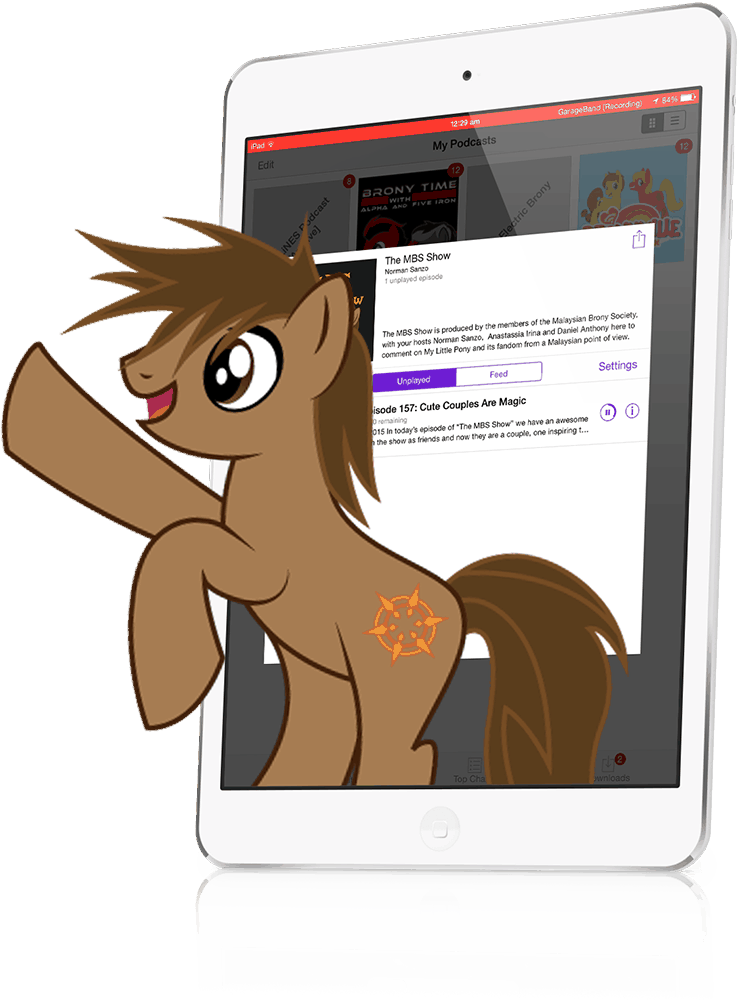 iPad
12:29 am
GarageBand (Recording)
84%
Edit
My Podcasts
8
12
12
Podcast
BRONY TIME
WITH
ALPHA AND FIVE IRON
Electric Brony
The MBS Show
Norman Sanzo
1 unplayed episode
The MBS Show is produced by the members of the Malaysian Brony Society,
with your hosts Norman Sanzo, Anastassia Irina and Daniel Anthony here to
comment on My Little Pony and its fandom from a Malaysian point of view.
Unplayed
Feed
Settings
pisode 157: Cute Couples Are Magic
0 remaining
2015 In today's episode of "The MBS Show" we have an awesome
n the show as friends and now they are a couple, one inspiring t...
Top Cha
2
wnloads